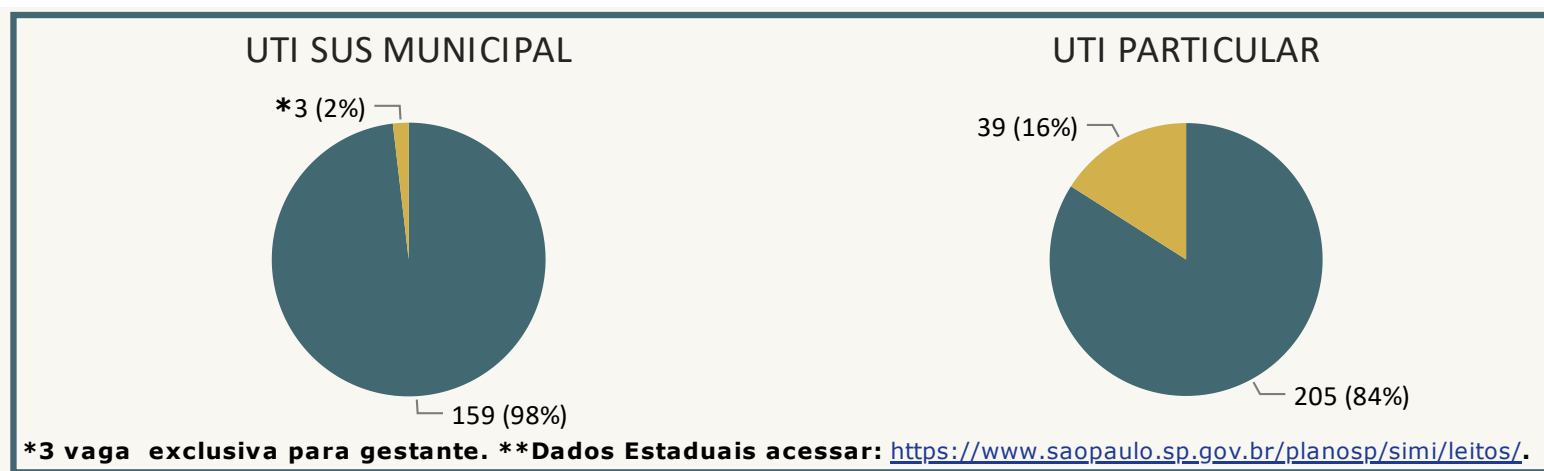 UTI SUS MUNICIPAL
*3 (2%)
159 (98%)
UTI PARTICULAR
39 (16%)
205 (84%)
*3 vaga  exclusiva para gestante. **Dados Estaduais acessar: https://www.saopaulo.sp.gov.br/planosp/simi/leitos/.